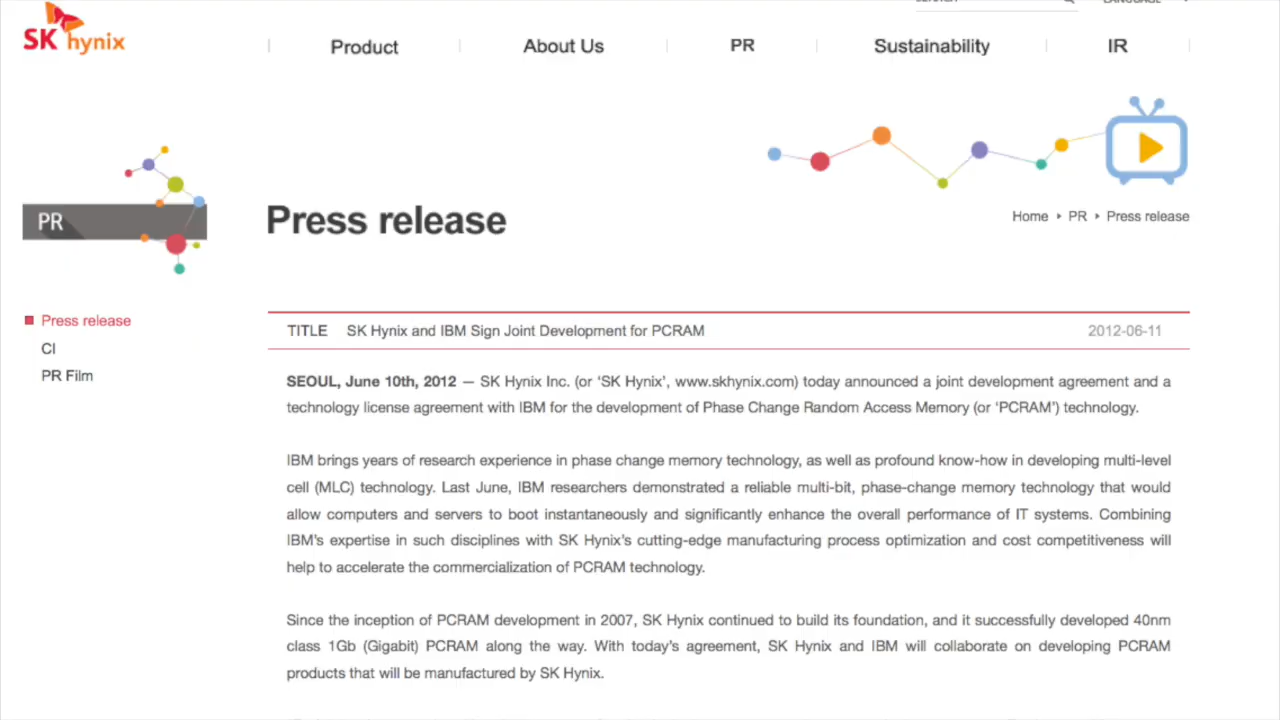 SK hynix
Product
About Us
PR
Sustainability
IR
PR
Press release
Home
PR
Press release
Press release
CI
PR Film
TITLE SK Hynix and IBM Sign Joint Development for PCRAM 2012-06-11
SEOUL, June 10th, 2012 — SK Hynix Inc. (or ‘SK Hynix’, www.skhynix.com) today announced a joint development agreement and a
technology license agreement with IBM for the development of Phase Change Random Access Memory (or ‘PCRAM’) technology.
IBM brings years of research experience in phase change memory technology, as well as profound know-how in developing multi-level
cell (MLC) technology. Last June, IBM researchers demonstrated a reliable multi-bit, phase-change memory technology that would
allow computers and servers to boot instantaneously and significantly enhance the overall performance of IT systems. Combining
IBM’s expertise in such disciplines with SK Hynix’s cutting-edge manufacturing process optimization and cost competitiveness will
help to accelerate the commercialization of PCRAM technology.
Since the inception of PCRAM development in 2007, SK Hynix continued to build its foundation, and it successfully developed 40nm
class 1Gb (Gigabit) PCRAM along the way. With today’s agreement, SK Hynix and IBM will collaborate on developing PCRAM
products that will be manufactured by SK Hynix.